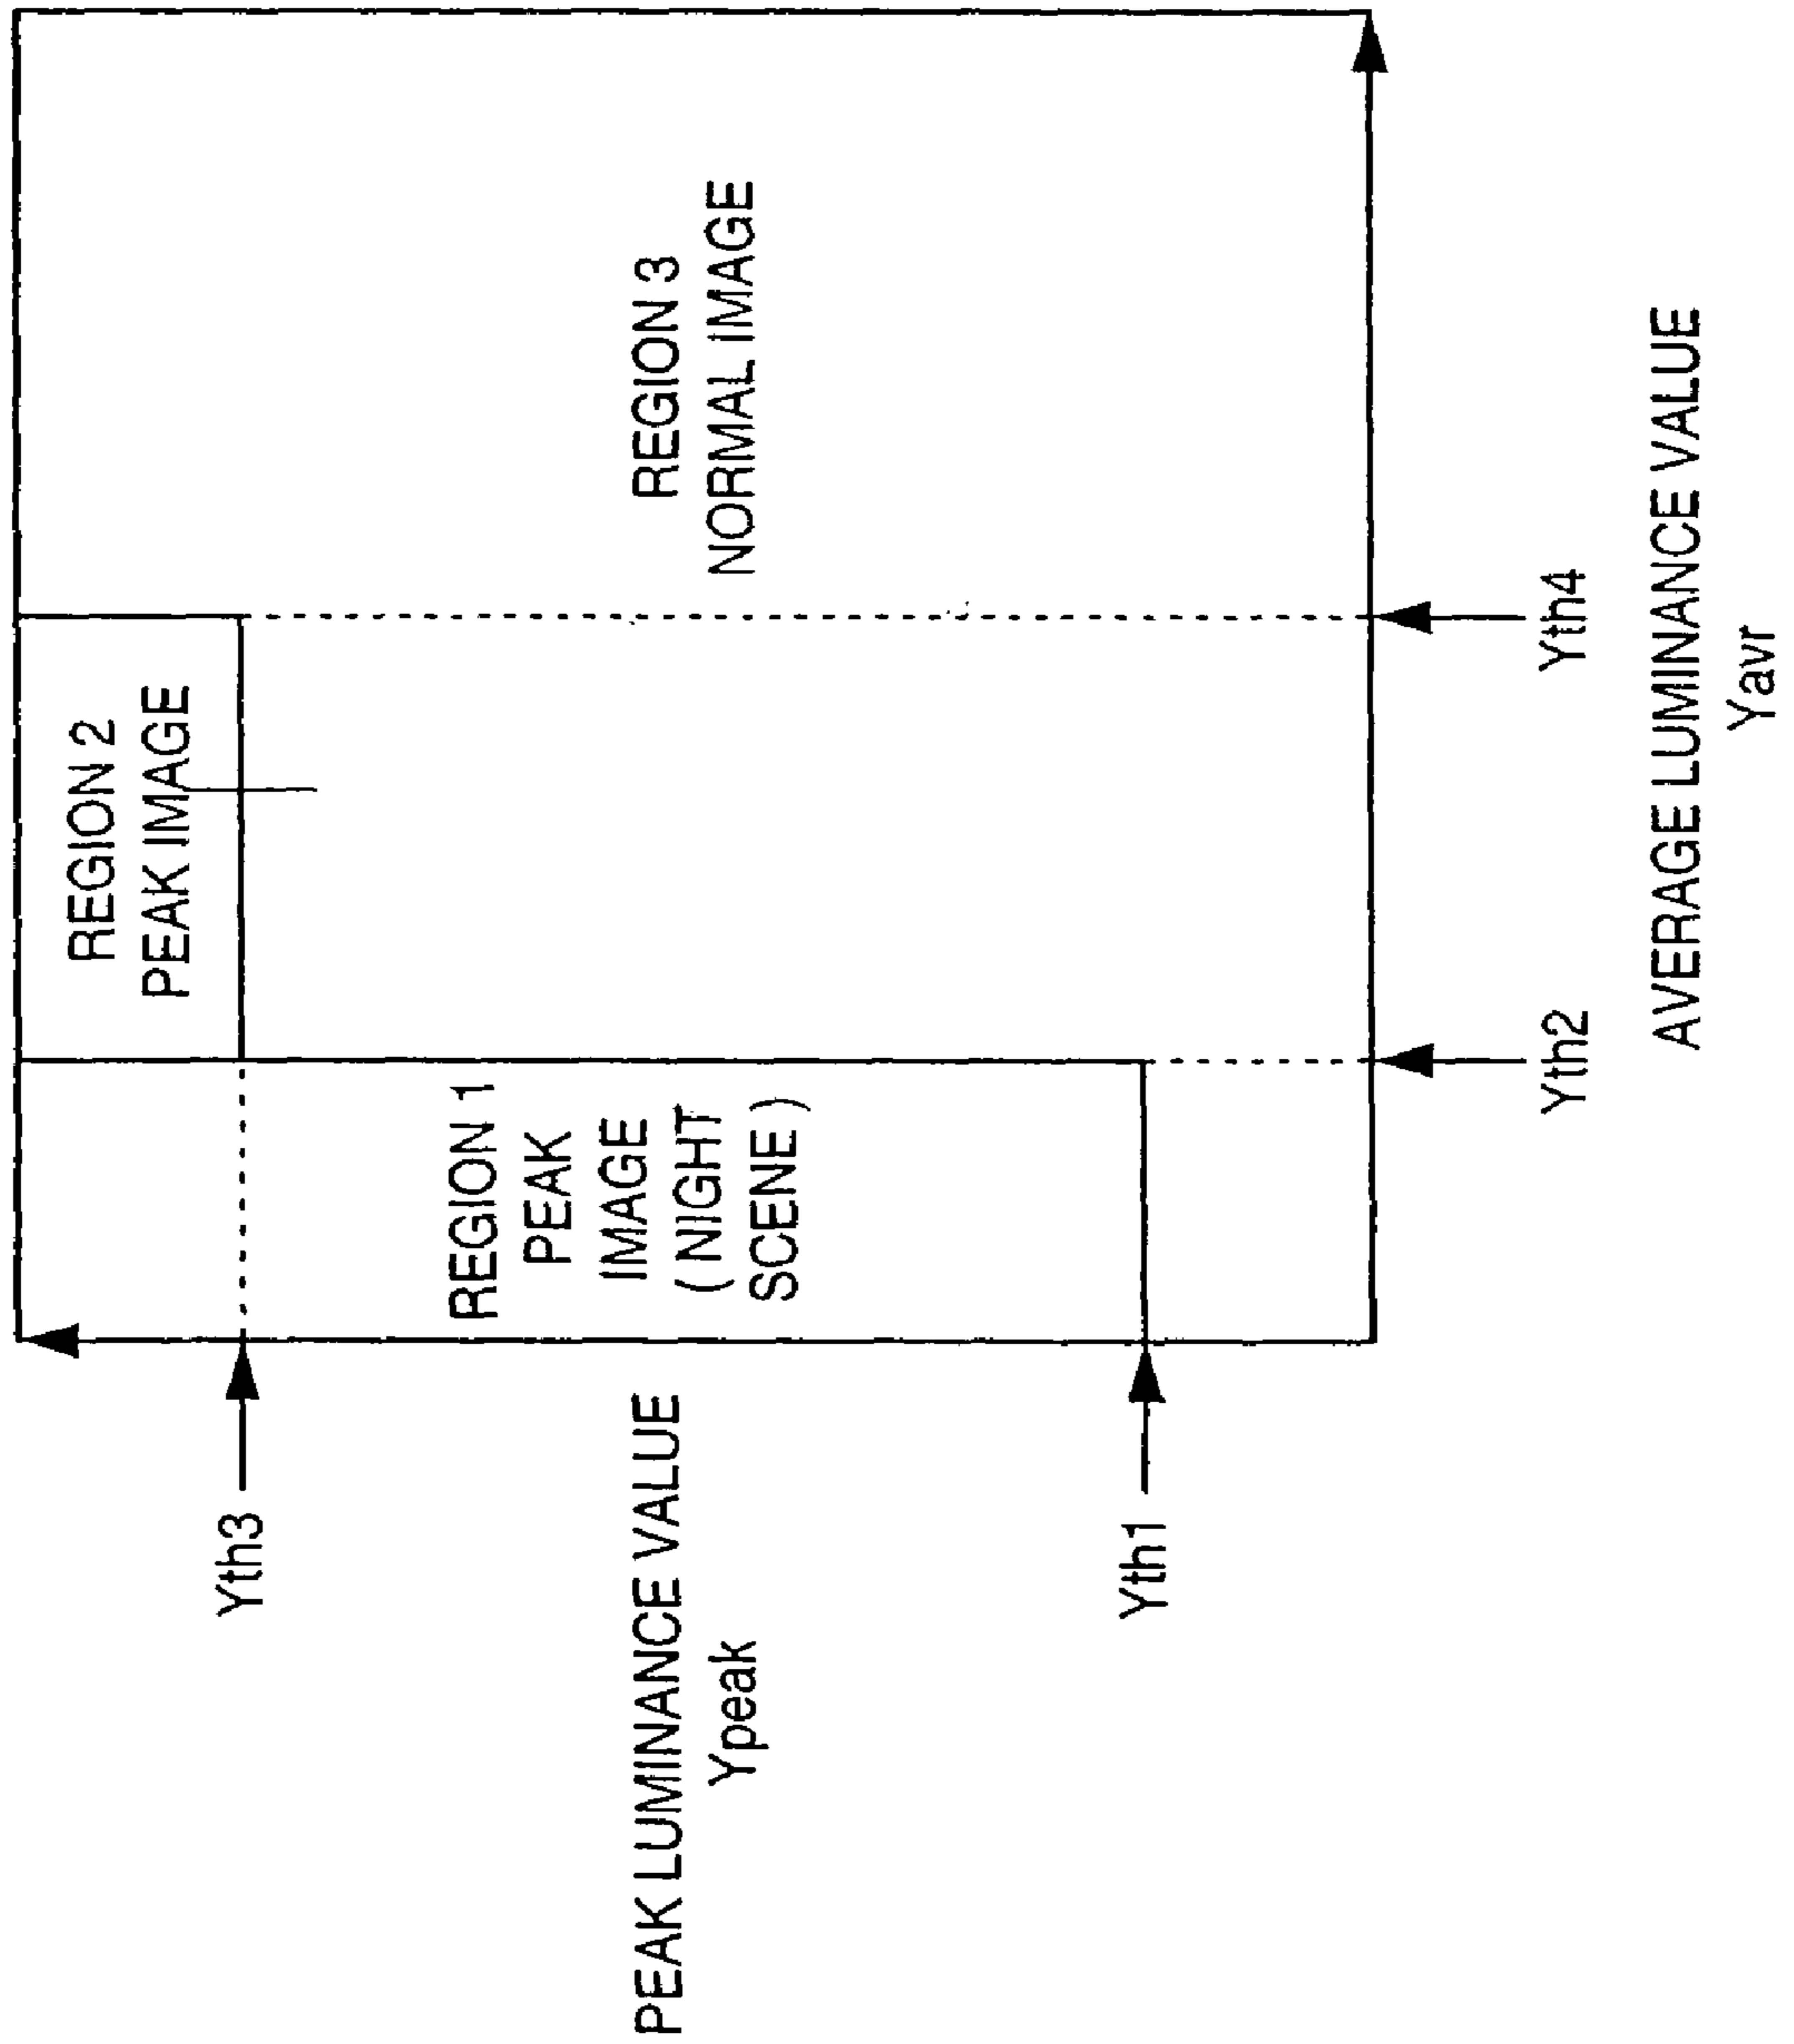 REGION 2
PEAK IMAGE
REGION 1
PEAK
IMAGE
(NIGHT
SCENE)
REGION 3
NORMAL IMAGE
Yth3
PEAK LUMINANCE VALUE
Ypeak
Yth1
Yth2
Yth4
AVERAGE LUMINANCE VALUE
Yavr